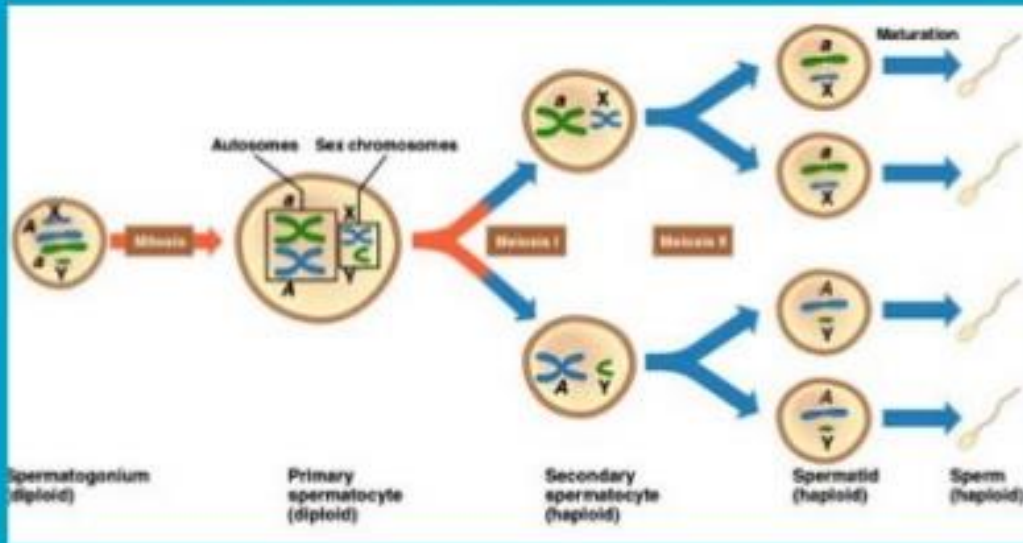 Maturation
a
X
a X
Autosomes Sex chromosomes
a
X
a
X
A
a
Y
Mitosis
X
Y
A
Meiosis I
Meiosis II
A
Y
A Y
A
Y
Spermatogonium
(diploid)
Primary
spermatocyte
(diploid)
Secondary
spermatocyte
(haploid)
Spermatid
(haploid)
Sperm
(haploid)